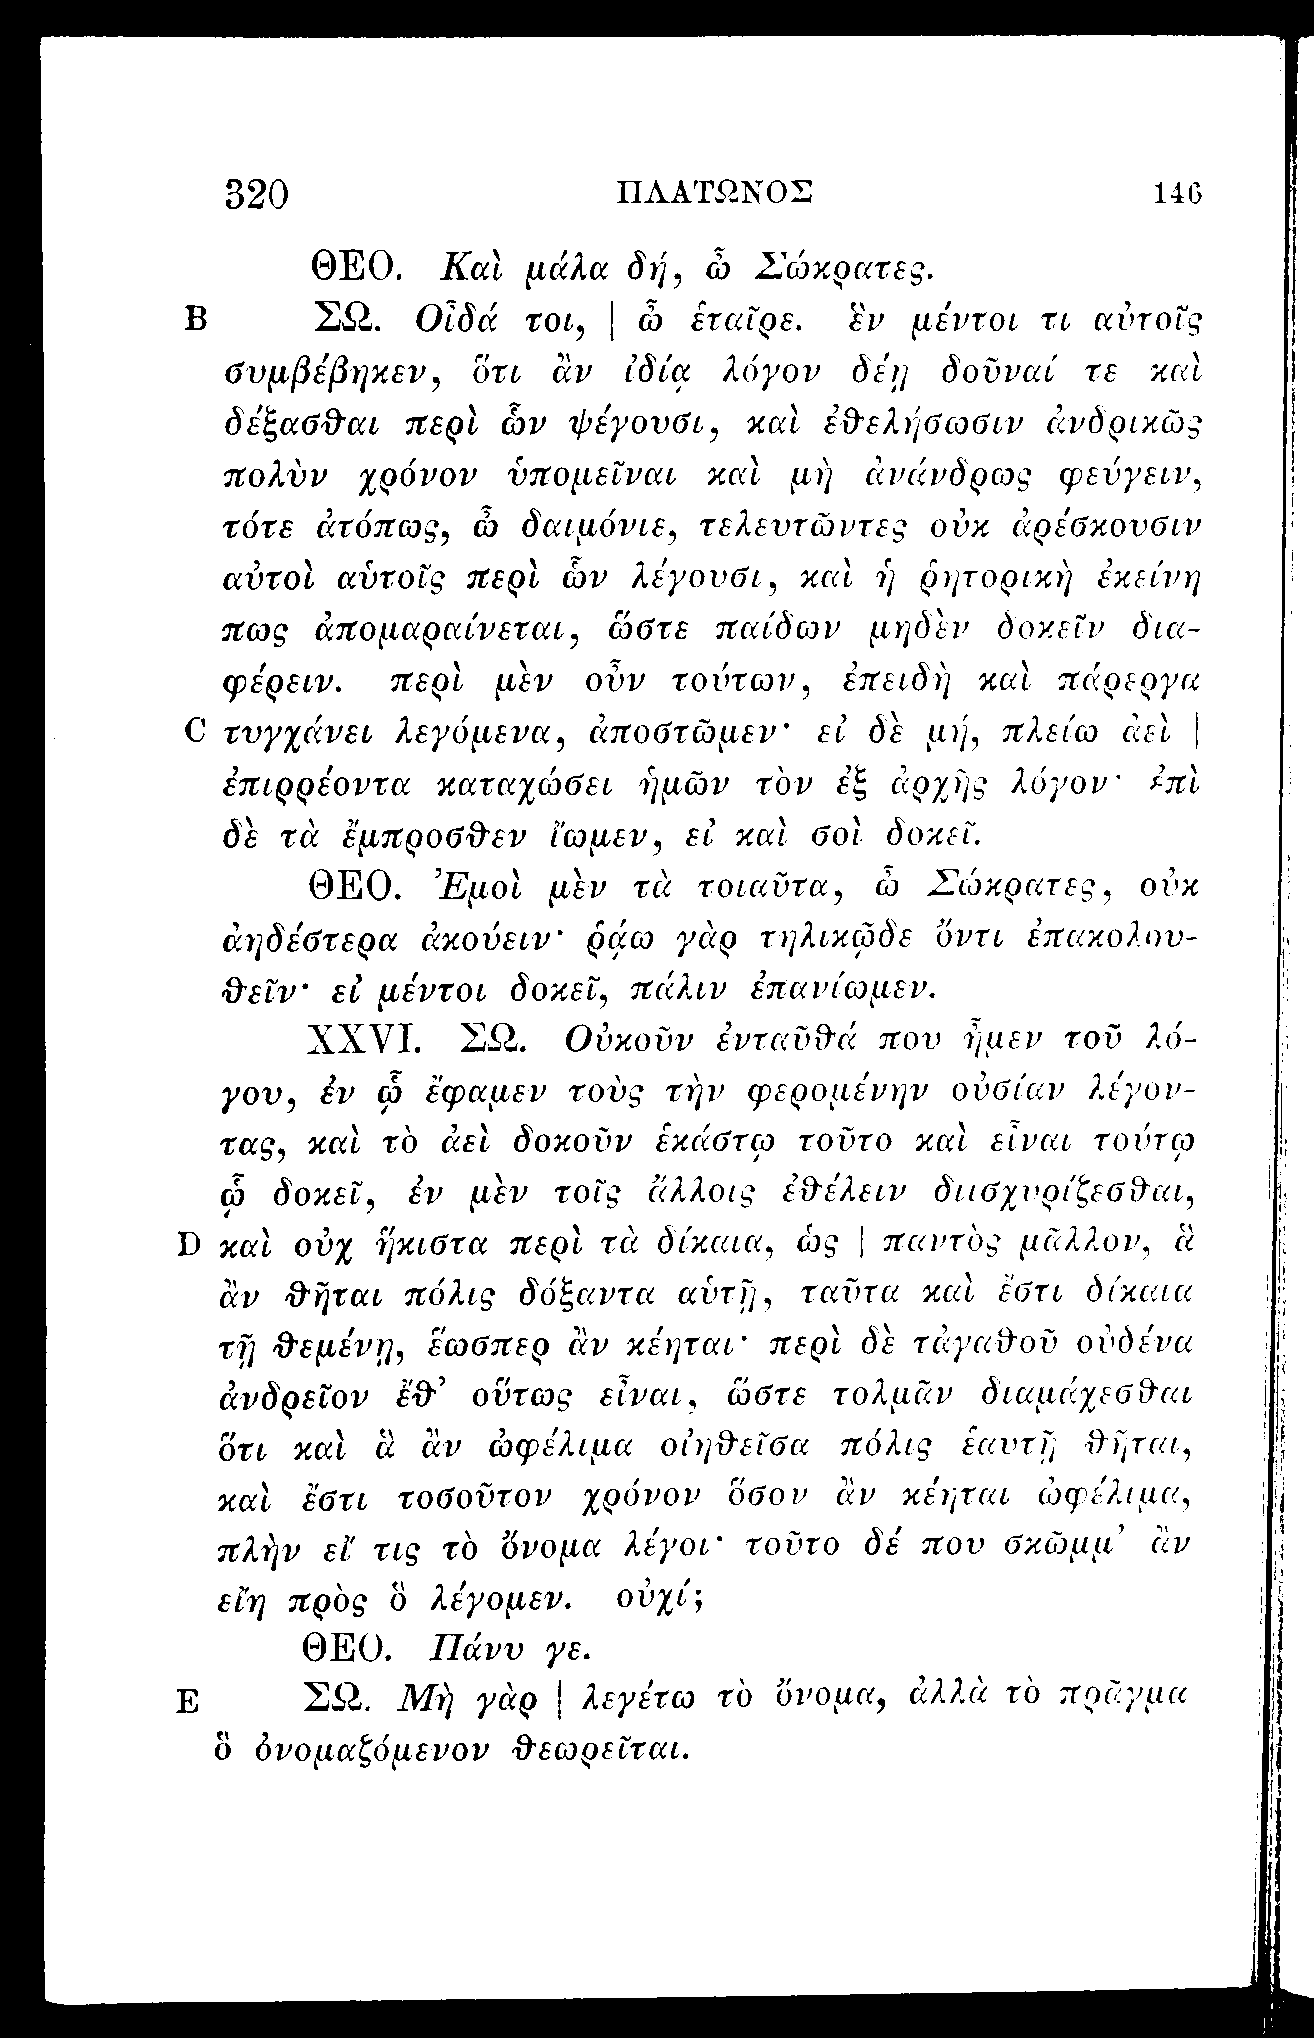 320 ΠΛΑΤΩΝΟΣ 146
ΘΕΟ. Καὶ μάλα δή, ὦ Σώκρατες.
B ΣΩ. Οἶδά τοι, | ὦ ἑταῖρε. ἓν μέντοι τι αὐτοῖς
συμβέβηκεν, ὅτι ἂν ἰδίᾳ λόγον δέῃ δοῦναί τε καὶ
δέξασθαι περὶ ὧν ψέγουσι, καὶ ἐθελήσωσιν ἀνδρικῶς
πολὺν χρόνον ὑπομεῖναι καὶ μὴ ἀνάνδρως φεύγειν,
τότε ἀτόπως, ὦ δαιμόνιε, τελευτῶντες οὐκ ἀρέσκουσιν
αὐτοὶ αὑτοῖς περὶ ὧν λέγουσι, καὶ ἡ ῥητορικὴ ἐκείνη
πως ἀπομαραίνεται, ὥστε παίδων μηδὲν δοκεῖν δια-
φέρειν. περὶ μὲν οὖν τούτων, ἐπειδὴ καὶ πάρεργα
C τυγχάνει λεγόμενα, ἀποστῶμεν· εἰ δὲ μή, πλείω ἀεὶ |
ἐπιρρέοντα καταχώσει ἡμῶν τὸν ἐξ ἀρχῆς λόγον· ἐπὶ
δὲ τὰ ἔμπροσθεν ἴωμεν, εἰ καὶ σοὶ δοκεῖ.
ΘΕΟ. Ἐμοὶ μὲν τὰ τοιαῦτα, ὦ Σώκρατες, οὐκ
ἀηδέστερα ἀκούειν· ῥᾴω γὰρ τηλικῷδε ὄντι ἐπακολου-
θεῖν· εἰ μέντοι δοκεῖ, πάλιν ἐπανίωμεν.
XXVI. ΣΩ. Οὐκοῦν ἐνταῦθά που ἦμεν τοῦ λό-
γου, ἐν ᾧ ἔφαμεν τοὺς τὴν φερομένην οὐσίαν λέγον-
τας, καὶ τὸ ἀεὶ δοκοῦν ἑκάστῳ τοῦτο καὶ εἶναι τούτῳ
ᾧ δοκεῖ, ἐν μὲν τοῖς ἄλλοις ἐθέλειν διισχυρίζεσθαι,
D καὶ οὐχ ἥκιστα περὶ τὰ δίκαια, ὡς | παντὸς μᾶλλον, ἃ
ἂν θῆται πόλις δόξαντα αὑτῇ, ταῦτα καὶ ἔστι δίκαια
τῇ θεμένῃ, ἕωσπερ ἂν κέηται· περὶ δὲ τἀγαθοῦ οὐδένα
ἀνδρεῖον ἔθ' οὕτως εἶναι, ὥστε τολμᾶν διαμάχεσθαι
ὅτι καὶ ἃ ἂν ὠφέλιμα οἰηθεῖσα πόλις ἑαυτῇ θῆται,
καὶ ἔστι τοσοῦτον χρόνον ὅσον ἂν κέηται ὠφέλιμα,
πλὴν εἴ τις τὸ ὄνομα λέγοι· τοῦτο δέ που σκῶμμ' ἂν
εἴη πρὸς ὃ λέγομεν. οὐχί;
ΘΕΟ. Πάνυ γε.
E ΣΩ. Μὴ γὰρ | λεγέτω τὸ ὄνομα, ἀλλὰ τὸ πρᾶγμα
ὃ ὀνομαζόμενον θεωρεῖται.